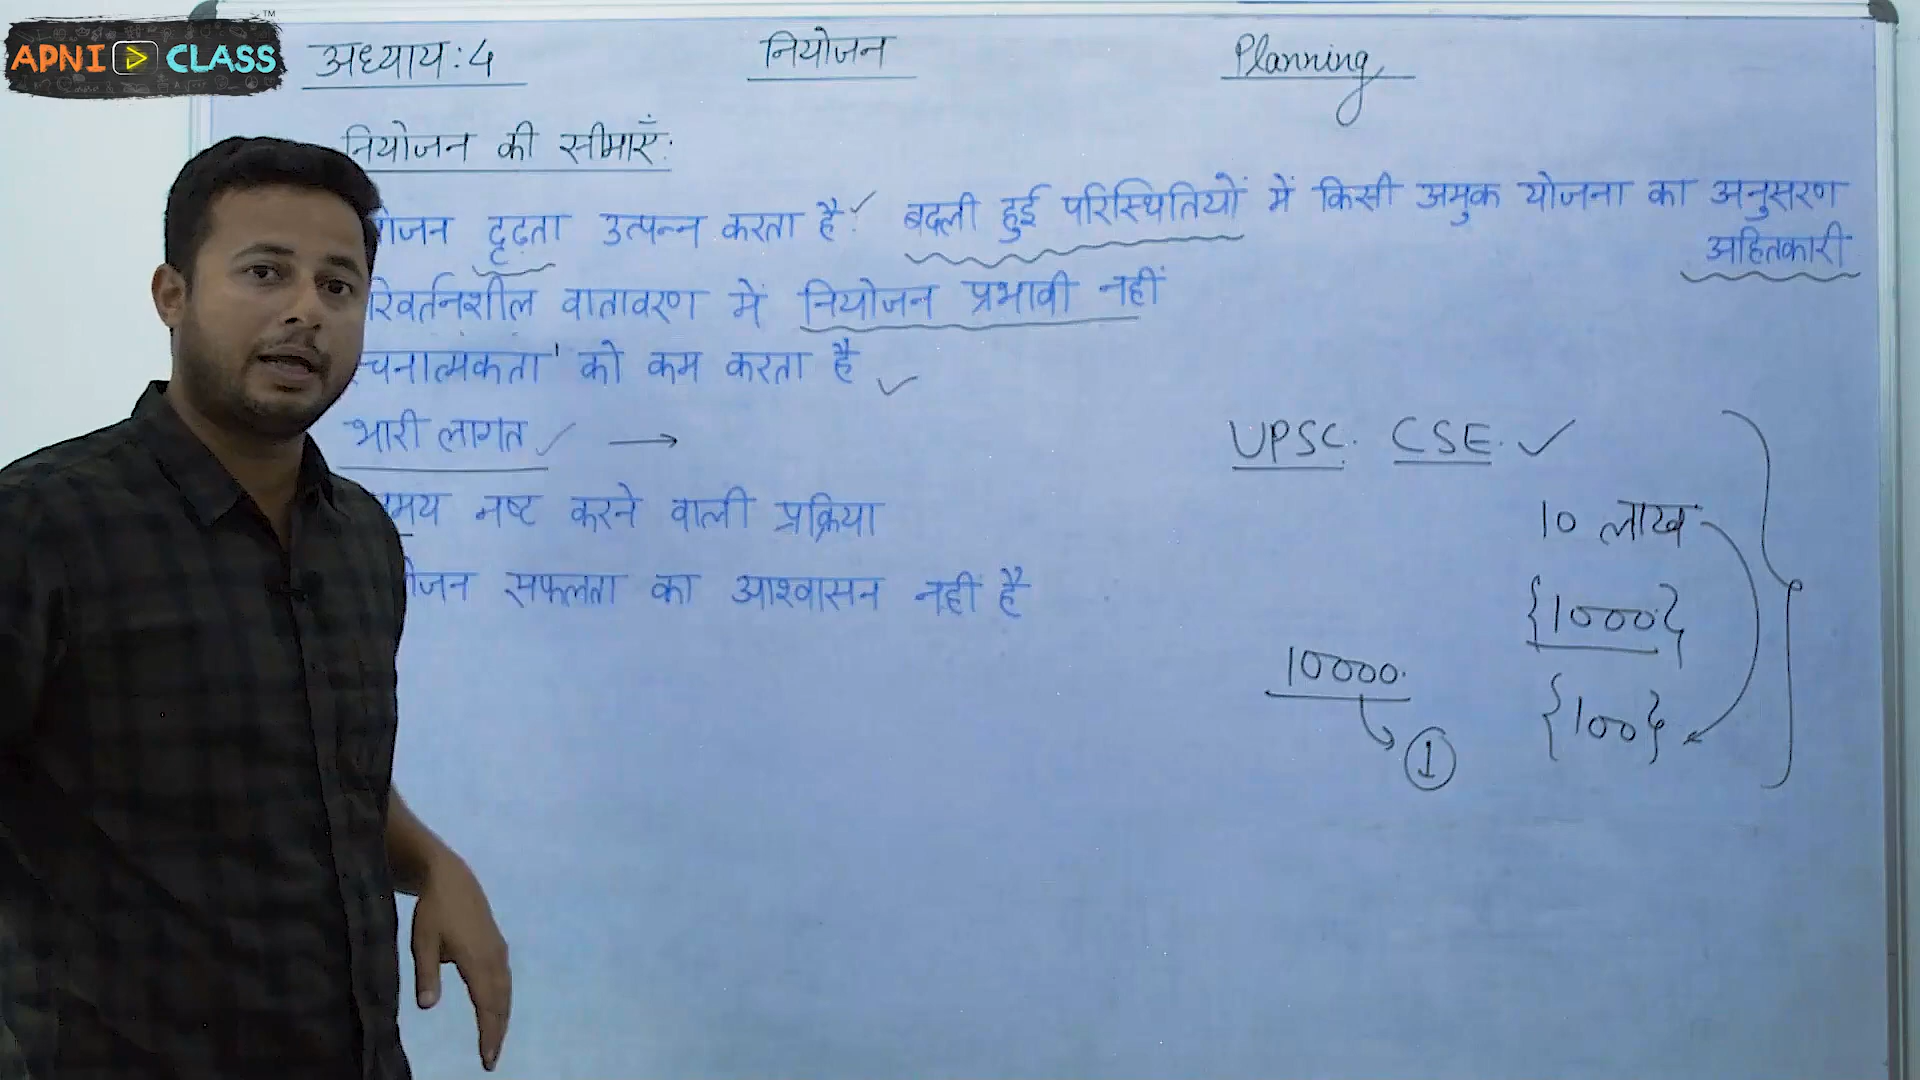 APNI CLASS TM
अध्याय: 4 नियोजन Planning
नियोजन की सीमाएँ:
दृढ़ता उत्पन्न करता है। बदली हुई परिस्थितियों में किसी अमुक योजना का अनुसरण
अहितकारी
वातावरण में नियोजन प्रभावी नहीं
को कम करता है
भारी लागत →
नष्ट करने वाली प्रक्रिया
सफलता का आश्वासन नहीं है
UPSC. CSE. ✓
10 लाख
{1000}
10000.
{100}
1